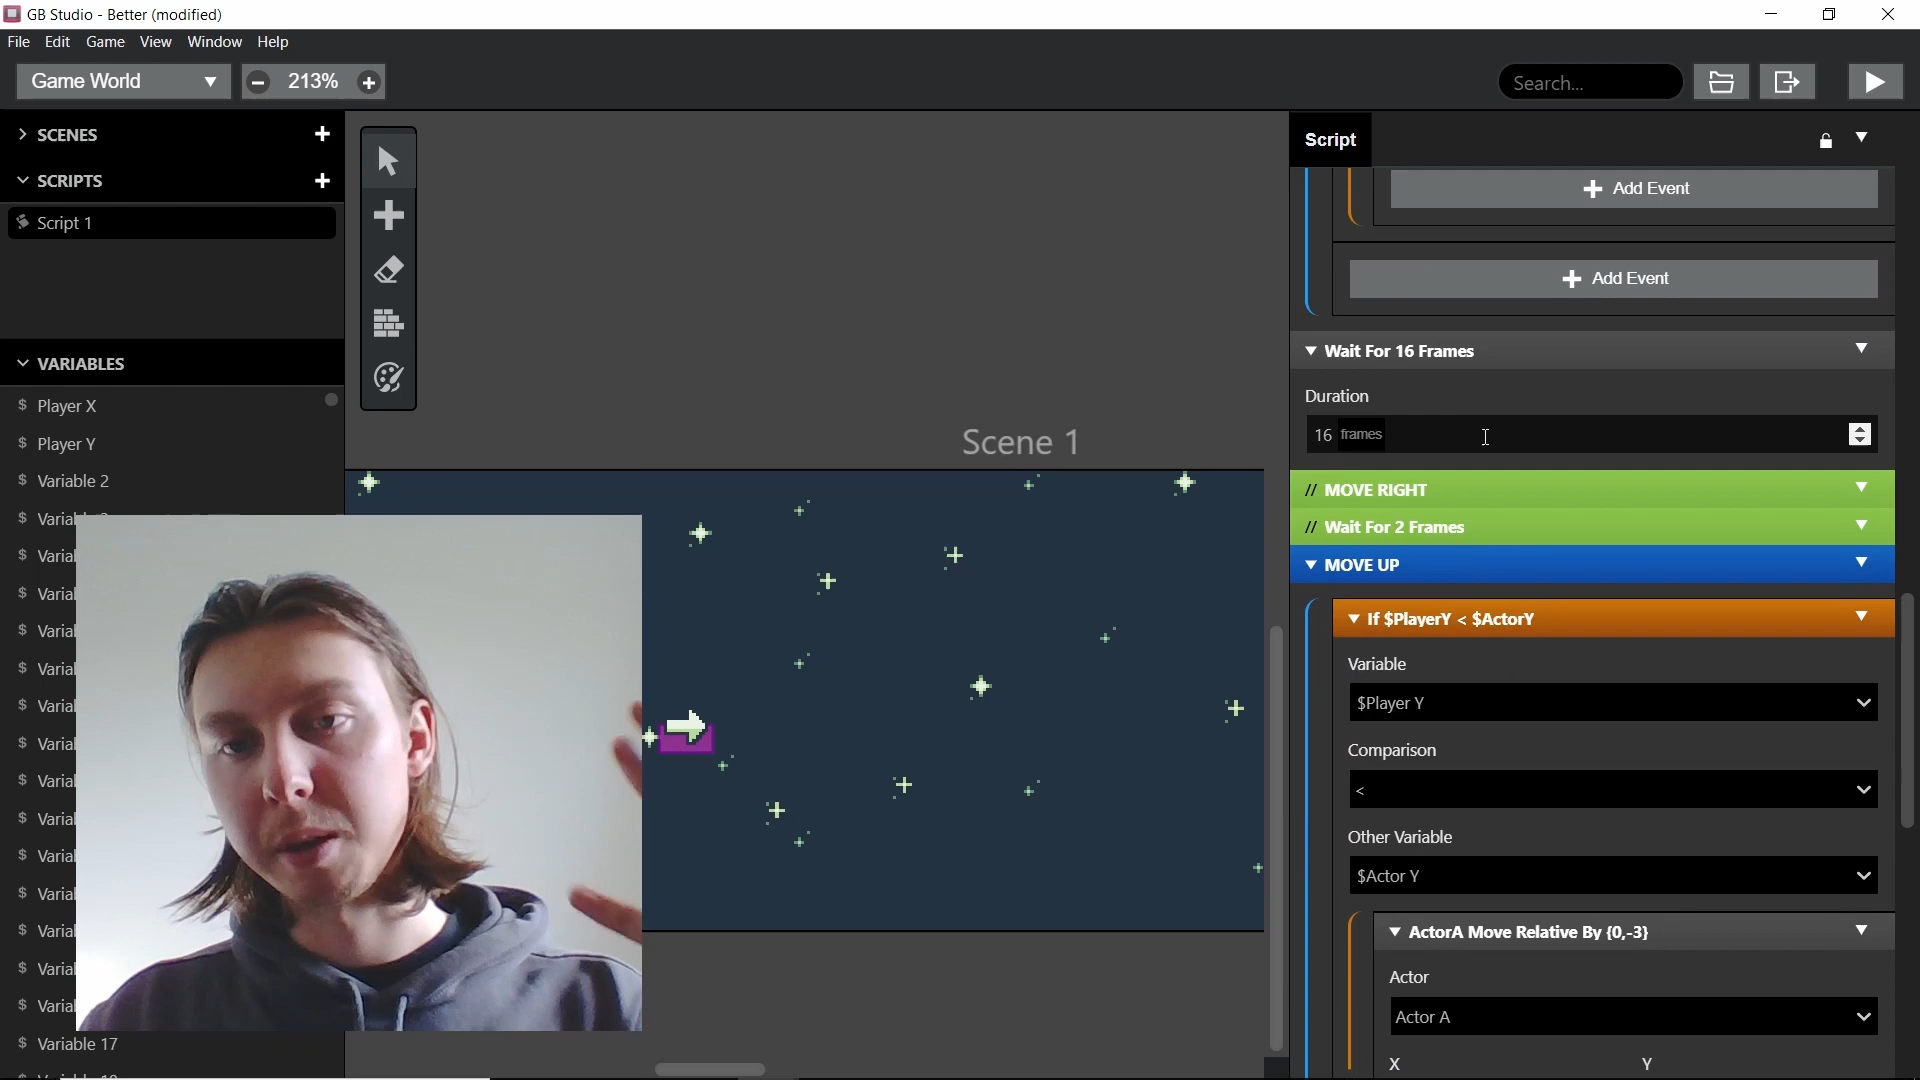 GB Studio - Better (modified)
File Edit Game View Window Help
Game World
213%
Search...
SCENES
SCRIPTS
Script 1
VARIABLES
$ Player X
$ Player Y
$ Variable 2
$
$
$
$
$
$
$
$
$
$
$
$
$
$
$ Variable 17
Scene 1
Script
Add Event
Add Event
Wait For 16 Frames
Duration
16 frames
// MOVE RIGHT
// Wait For 2 Frames
MOVE UP
If $PlayerY < $ActorY
Variable
$Player Y
Comparison
<
Other Variable
$Actor Y
ActorA Move Relative By {0,-3}
Actor
Actor A
X Y